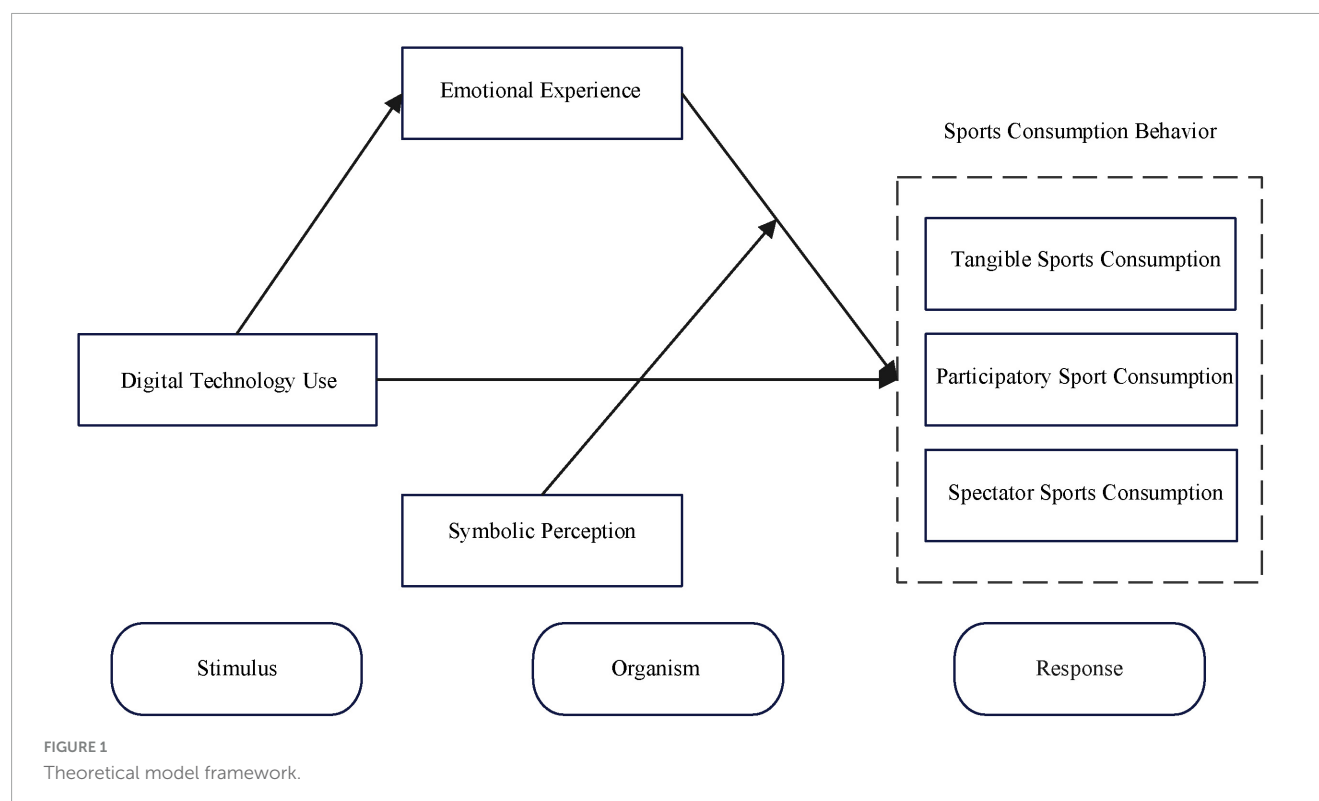 Emotional Experience
Sports Consumption Behavior
Tangible Sports Consumption
Digital Technology Use
Participatory Sport Consumption
Spectator Sports Consumption
Symbolic Perception
Stimulus
Organism
Response
FIGURE 1
Theoretical model framework.